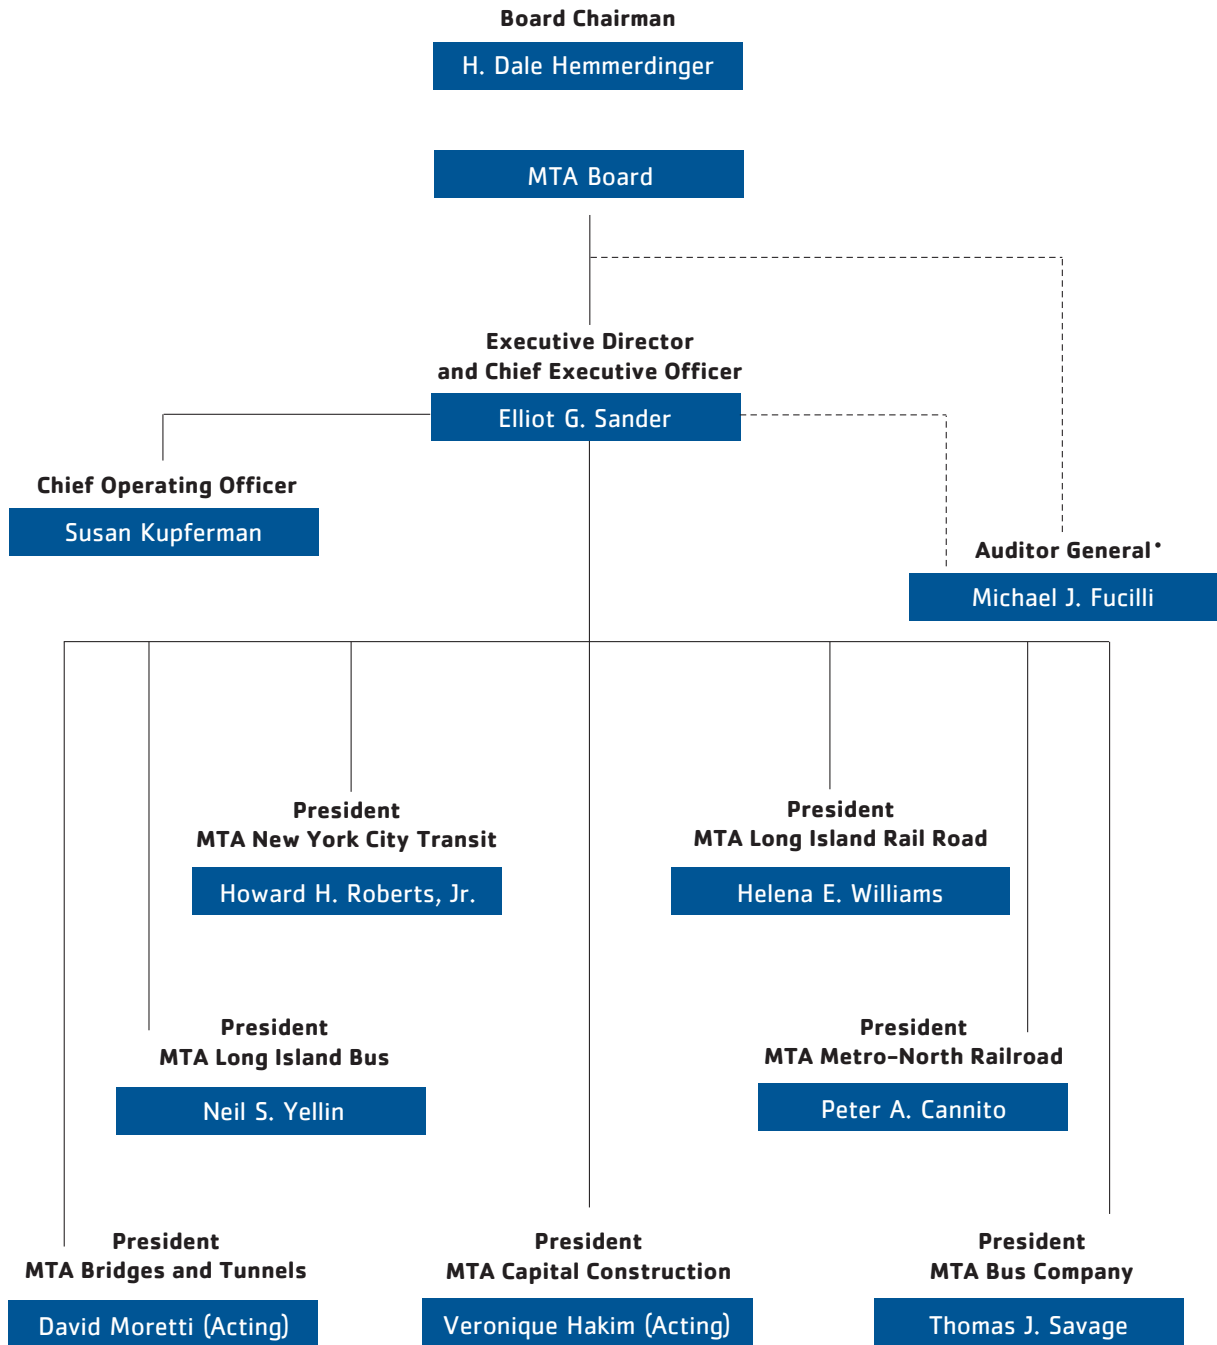 Board Chairman
H. Dale Hemmerdinger
MTA Board
Executive Director
and Chief Executive Officer
Elliot G. Sander
Chief Operating Officer
Susan Kupferman
Auditor General•
Michael J. Fucilli
President
MTA New York City Transit
Howard H. Roberts, Jr.
President
MTA Long Island Rail Road
Helena E. Williams
President
MTA Long Island Bus
Neil S. Yellin
President
MTA Metro-North Railroad
Peter A. Cannito
President
MTA Bridges and Tunnels
David Moretti (Acting)
President
MTA Capital Construction
Veronique Hakim (Acting)
President
MTA Bus Company
Thomas J. Savage